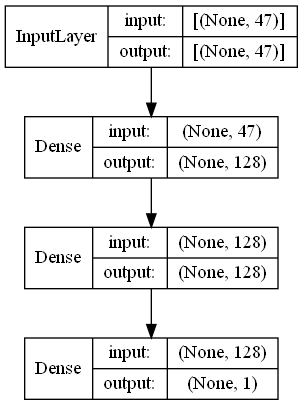 InputLayer
input: [(None, 47)]
output: [(None, 47)]
Dense
input: (None, 47)
output: (None, 128)
Dense
input: (None, 128)
output: (None, 128)
Dense
input: (None, 128)
output: (None, 1)